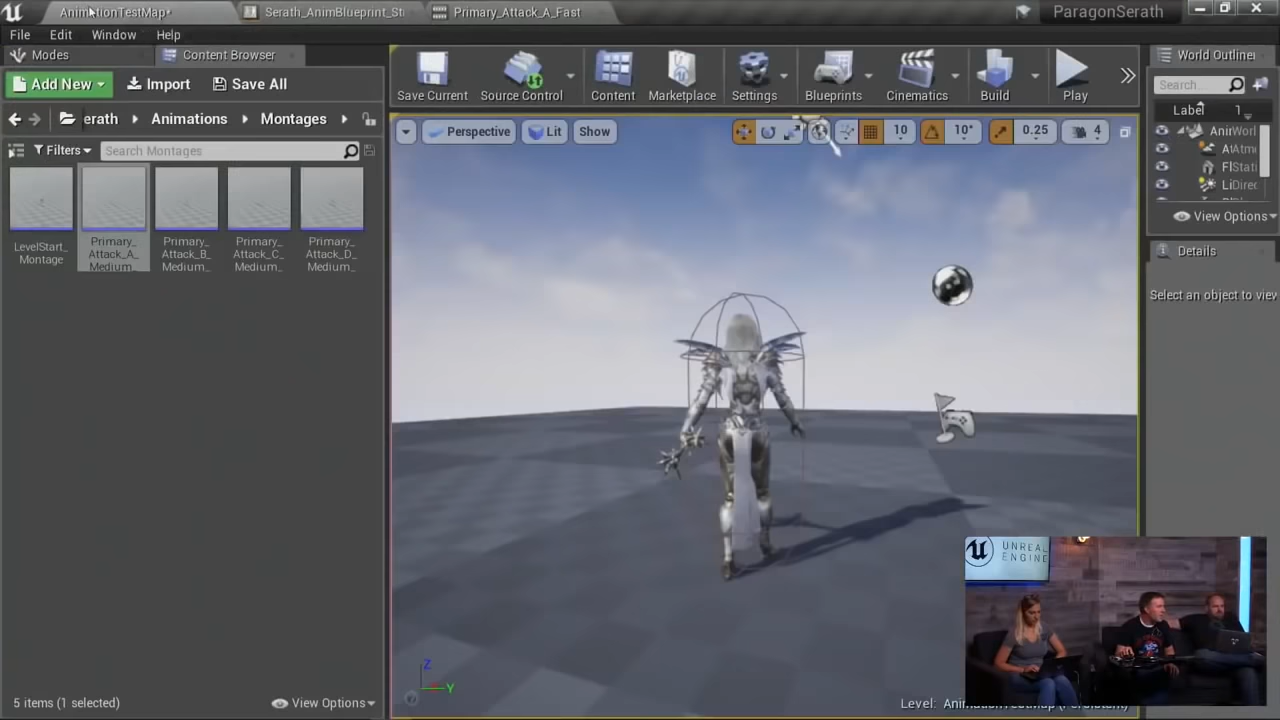 AnimationTestMap*
Serath_AnimBlueprint_St
Primary_Attack_A_Fast
ParagonSerath
File
Edit
Window
Help
Modes
Content Browser
Add New
Import
Save All
erath
Animations
Montages
Filters
Search Montages
LevelStart_
Montage
Primary_
Attack_A_
Medium_
Primary_
Attack_B_
Medium_
Primary_
Attack_C_
Medium_
Primary_
Attack_D_
Medium_
5 items (1 selected)
View Options
Save Current
Source Control
Content
Marketplace
Settings
Blueprints
Cinematics
Build
Play
Perspective
Lit
Show
10
10°
0.25
4
Z
Y
Level: AnimationTestMap (Persistent)
World Outliner
Search...
Label
AnimWorl
View Options
Details
Select an object to view
UNREAL
ENGINE